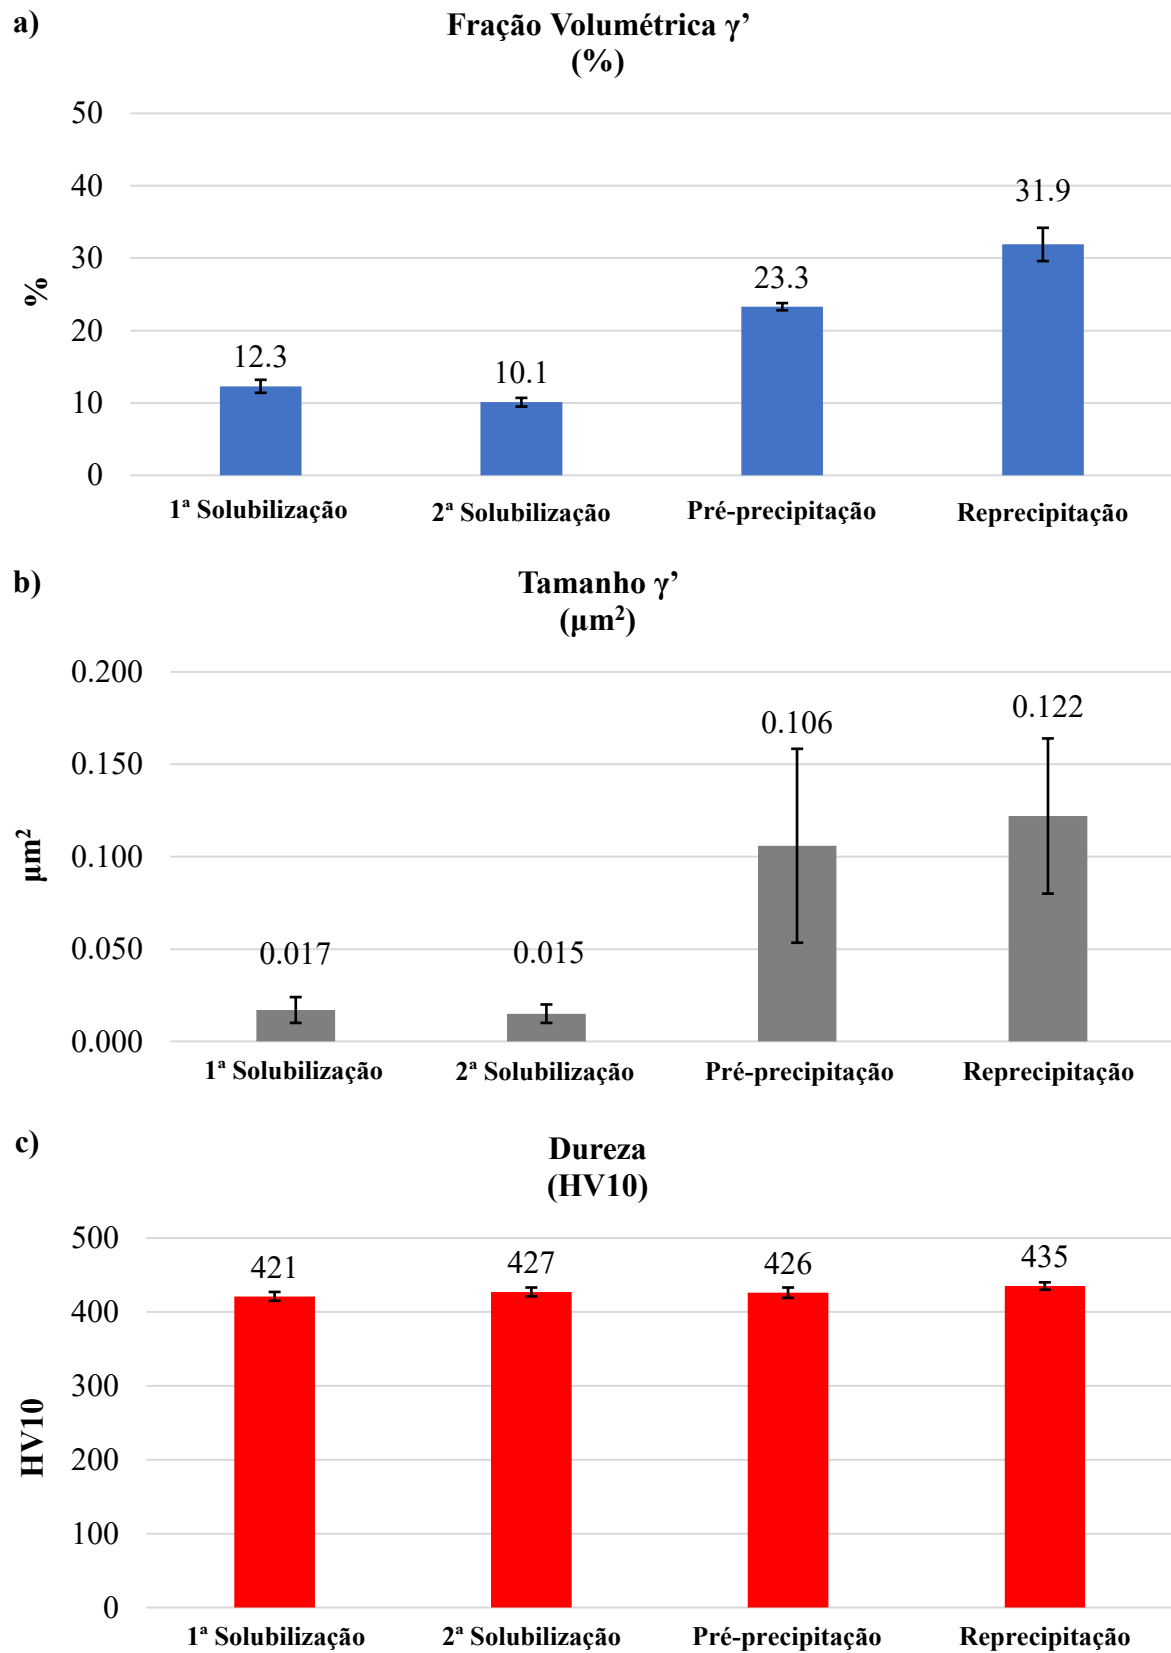 a)
Fração Volumétrica γ’
(%)
50
40
30
20
10
0
%
12.3
10.1
23.3
31.9
1ª Solubilização
2ª Solubilização
Pré-precipitação
Reprecipitação
b)
Tamanho γ’
(µm²)
0.200
0.150
0.100
0.050
0.000
µm²
0.017
0.015
0.106
0.122
1ª Solubilização
2ª Solubilização
Pré-precipitação
Reprecipitação
c)
Dureza
(HV10)
500
400
300
200
100
0
HV10
421
427
426
435
1ª Solubilização
2ª Solubilização
Pré-precipitação
Reprecipitação